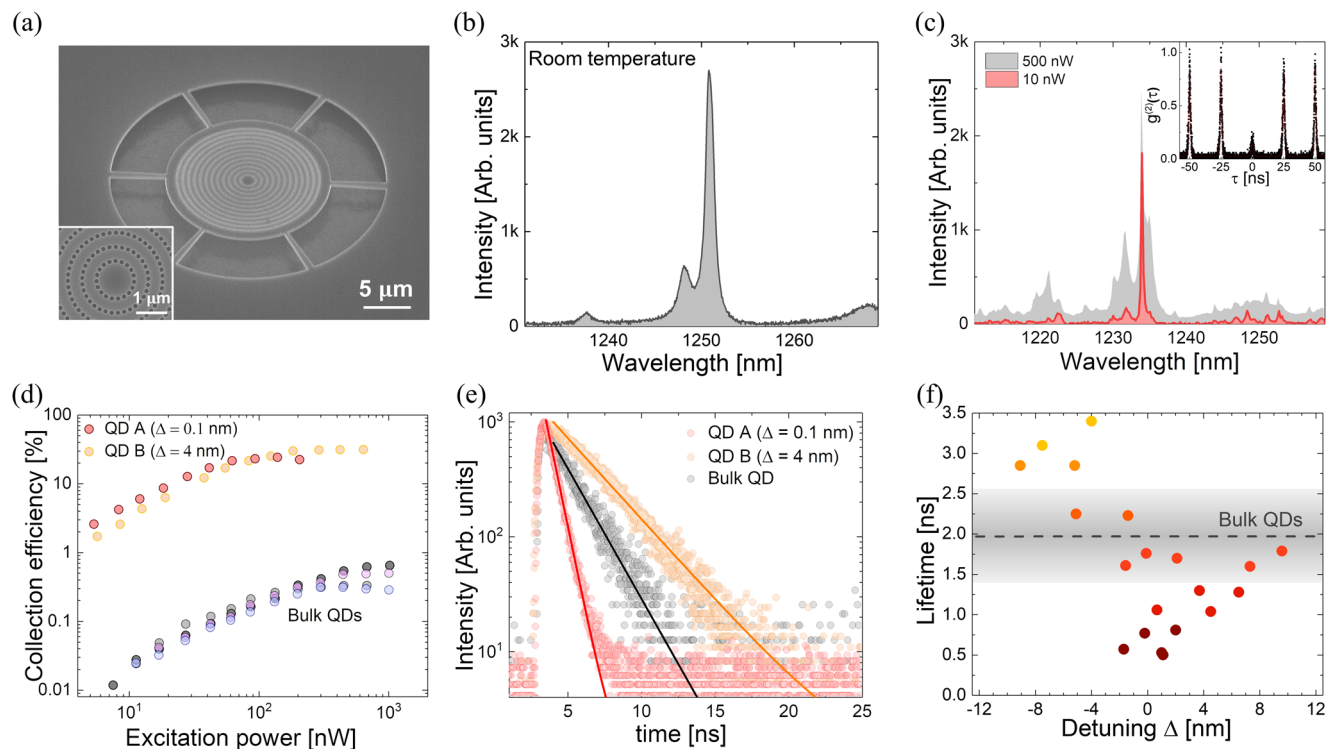 (a)
1 μm
5 μm
(b)
3k
2k
1k
0
Room temperature
Intensity [Arb. units]
1240
1250
1260
Wavelength [nm]
(c)
3k
2k
1k
0
500 nW
10 nW
Intensity [Arb. units]
1220
1230
1240
1250
Wavelength [nm]
1.0
0.5
0.0
g(2)(τ)
-50
-25
0
25
50
τ [ns]
(d)
100
10
1
0.1
0.01
Collection efficiency [%]
QD A (Δ = 0.1 nm)
QD B (Δ = 4 nm)
Bulk QDs
10¹
10²
10³
Excitation power [nW]
(e)
10³
10²
10¹
Intensity [Arb. units]
QD A (Δ = 0.1 nm)
QD B (Δ = 4 nm)
Bulk QD
5
10
15
20
25
time [ns]
(f)
3.5
3.0
2.5
2.0
1.5
1.0
0.5
0.0
Lifetime [ns]
Bulk QDs
-12
-8
-4
0
4
8
12
Detuning Δ [nm]